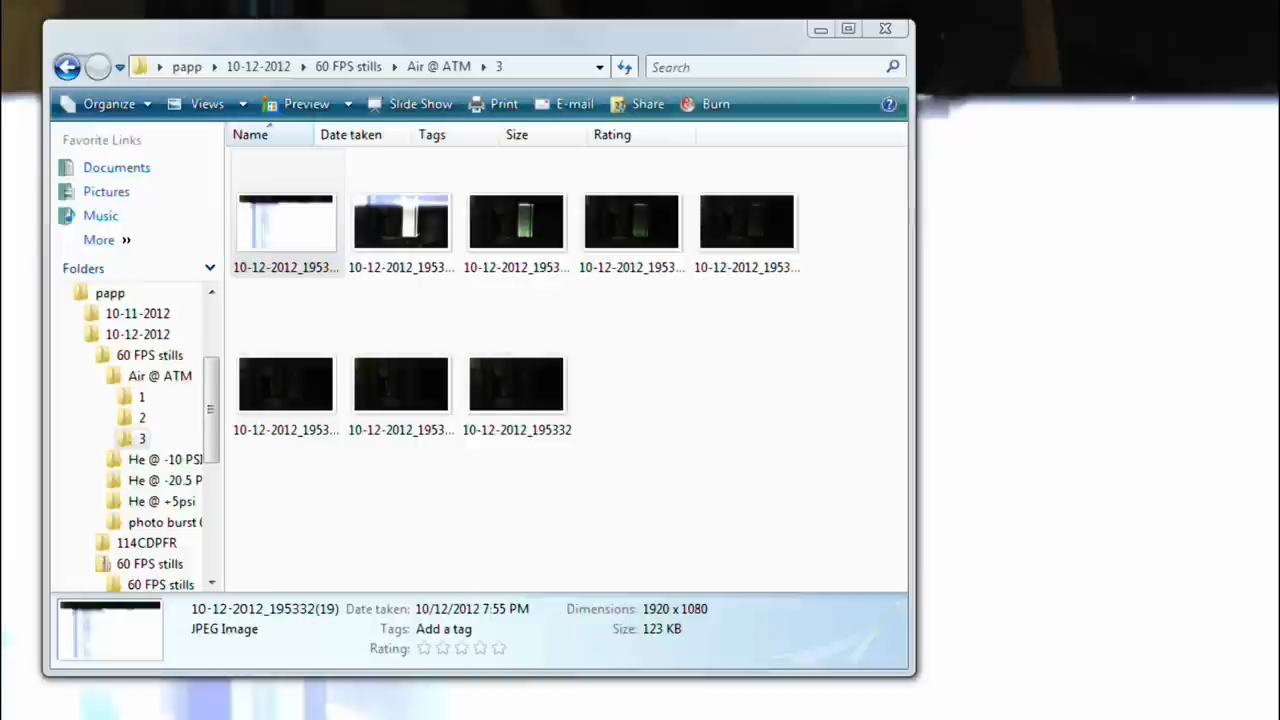 papp 10-12-2012 60 FPS stills Air @ ATM 3 Search
Organize Views Preview Slide Show Print E-mail Share Burn
Favorite Links
Documents
Pictures
Music
More »
Folders
papp
10-11-2012
10-12-2012
60 FPS stills
Air @ ATM
1
2
3
He @ -10 PSI
He @ -20.5 P
He @ +5psi
photo burst (
114CDPFR
60 FPS stills
60 FPS stills
Name Date taken Tags Size Rating
10-12-2012_1953... 10-12-2012_1953... 10-12-2012_1953... 10-12-2012_1953... 10-12-2012_1953...
10-12-2012_1953... 10-12-2012_1953... 10-12-2012_195332
10-12-2012_195332(19) Date taken: 10/12/2012 7:55 PM Dimensions: 1920 x 1080
JPEG Image Tags: Add a tag Size: 123 KB
Rating: